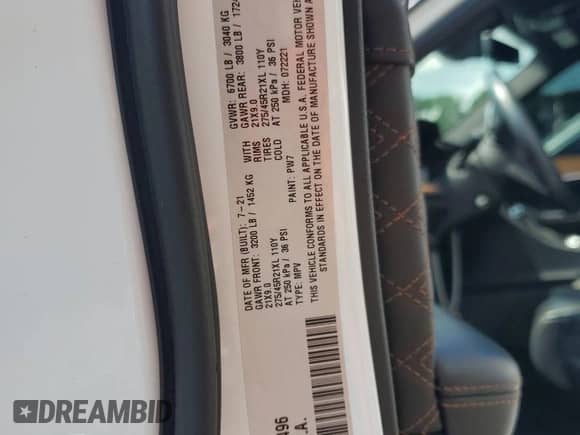 DATE OF MFR (BUILT): 7-21 GVWR: 6700 LB / 3040 KG
GAWR FRONT: 3200 LB / 1452 KG WITH GAWR REAR: 3800 LB / 1724
21X9.0 RIMS 21X9.0
275/45R21XL 110Y TIRES 275/45R21XL 110Y
AT 250 kPa / 36 PSI COLD AT 250 kPa / 36 PSI
TYPE: MPV PAINT: PW7 MDH: 072221
THIS VEHICLE CONFORMS TO ALL APPLICABLE U.S.A. FEDERAL MOTOR
STANDARDS IN EFFECT ON THE DATE OF MANUFACTURE SHOWN
496
.A.
DREAMBID